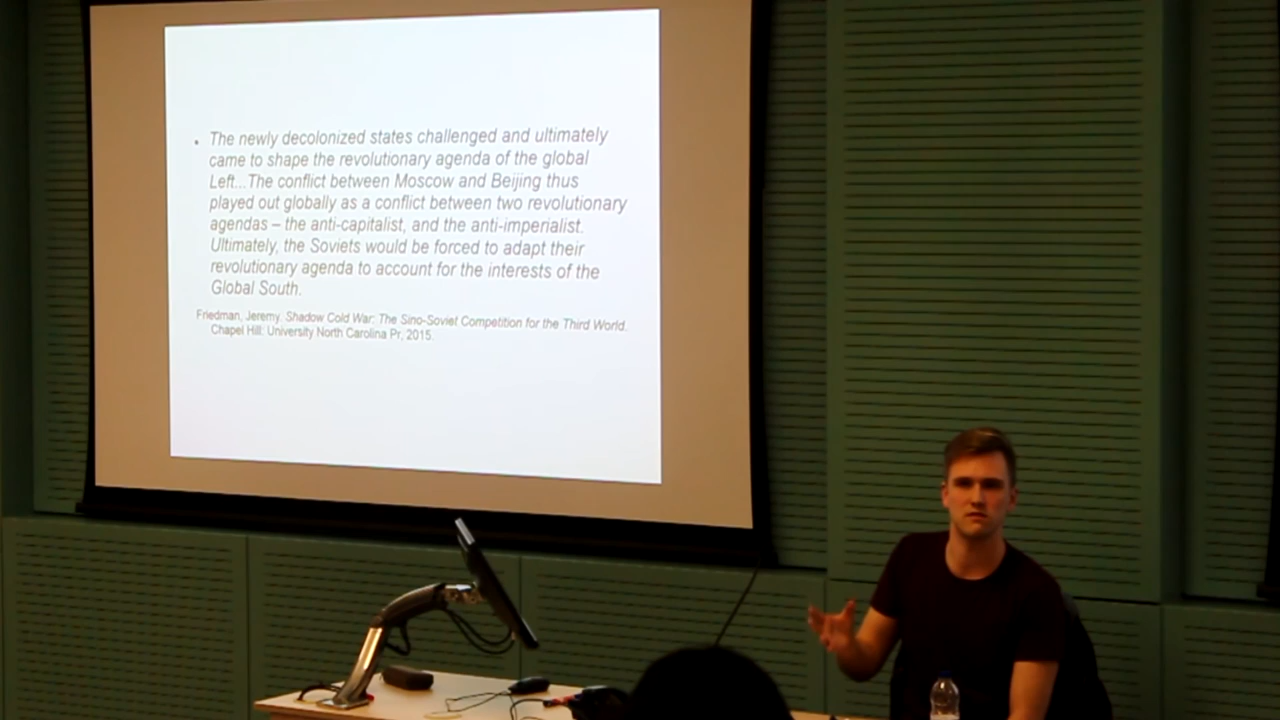 • The newly decolonized states challenged and ultimately
came to shape the revolutionary agenda of the global
Left...The conflict between Moscow and Beijing thus
played out globally as a conflict between two revolutionary
agendas – the anti-capitalist, and the anti-imperialist.
Ultimately, the Soviets would be forced to adapt their
revolutionary agenda to account for the interests of the
Global South.
Friedman, Jeremy. Shadow Cold War: The Sino-Soviet Competition for the Third World.
Chapel Hill: University North Carolina Pr, 2015.